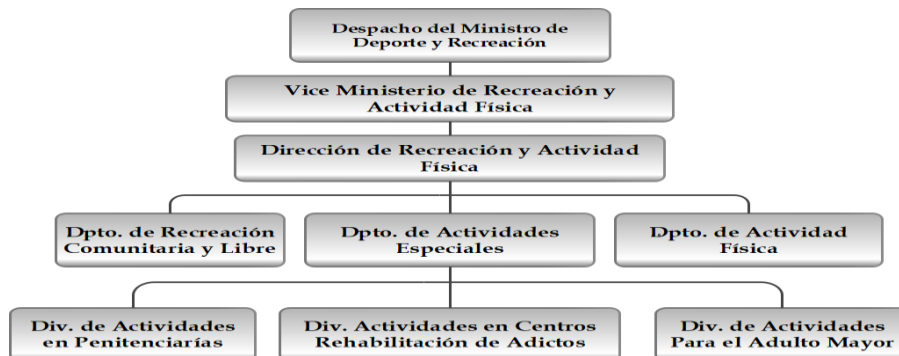 Despacho del Ministro de
Deporte y Recreación
Vice Ministerio de Recreación y
Actividad Física
Dirección de Recreación y Actividad
Física
Dpto. de Recreación
Comunitaria y Libre
Dpto. de Actividades
Especiales
Dpto. de Actividad
Física
Div. de Actividades
en Penitenciarías
Div. Actividades en Centros
Rehabilitación de Adictos
Div. de Actividades
Para el Adulto Mayor